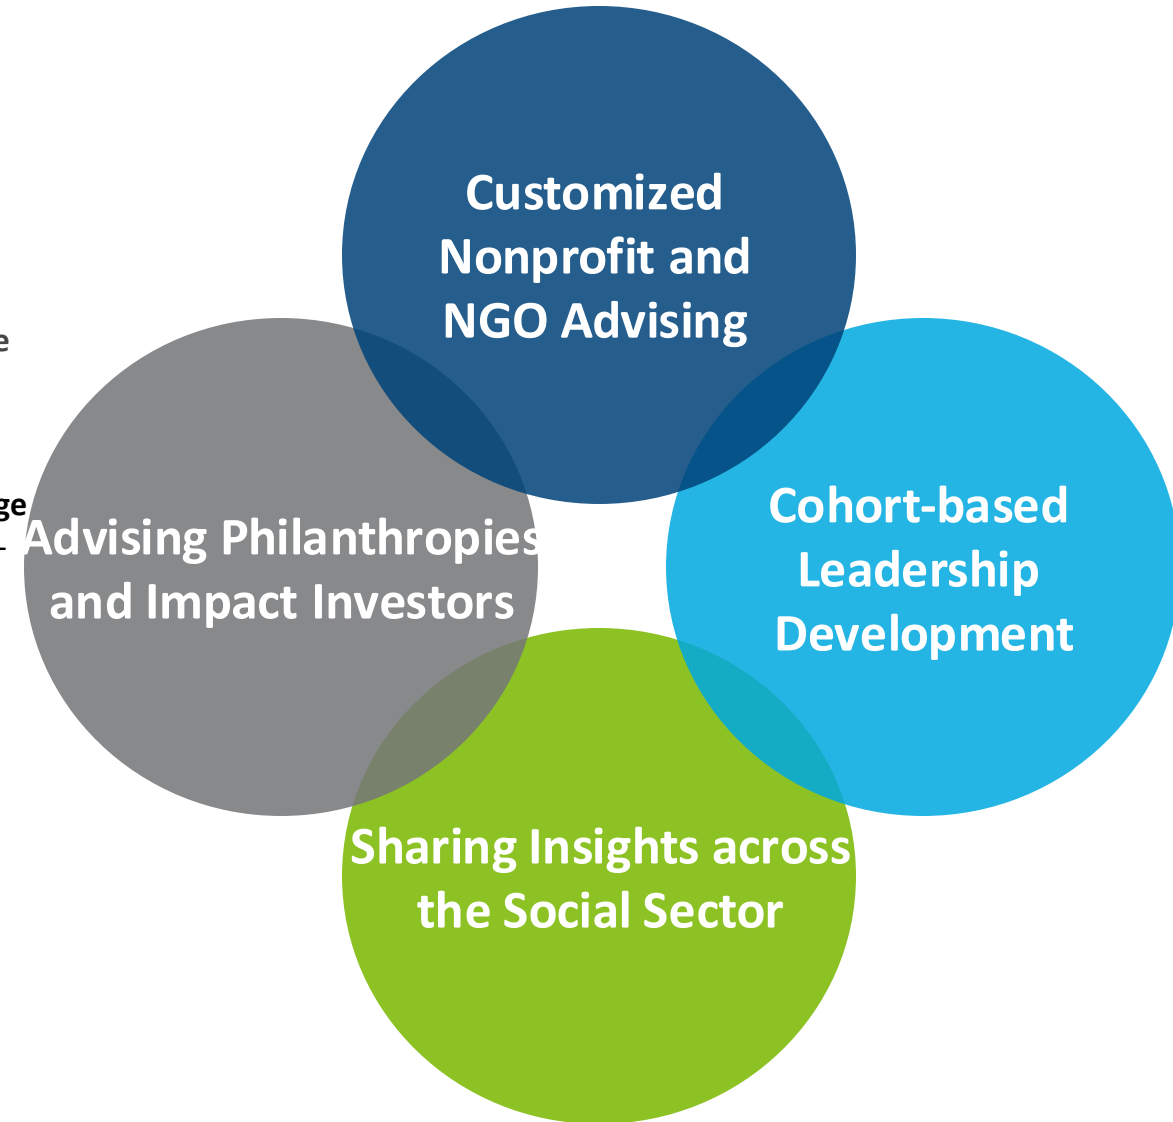 Customized
Nonprofit and
NGO Advising
Advising Philanthropies
and Impact Investors
Cohort-based
Leadership
Development
Sharing Insights across
the Social Sector